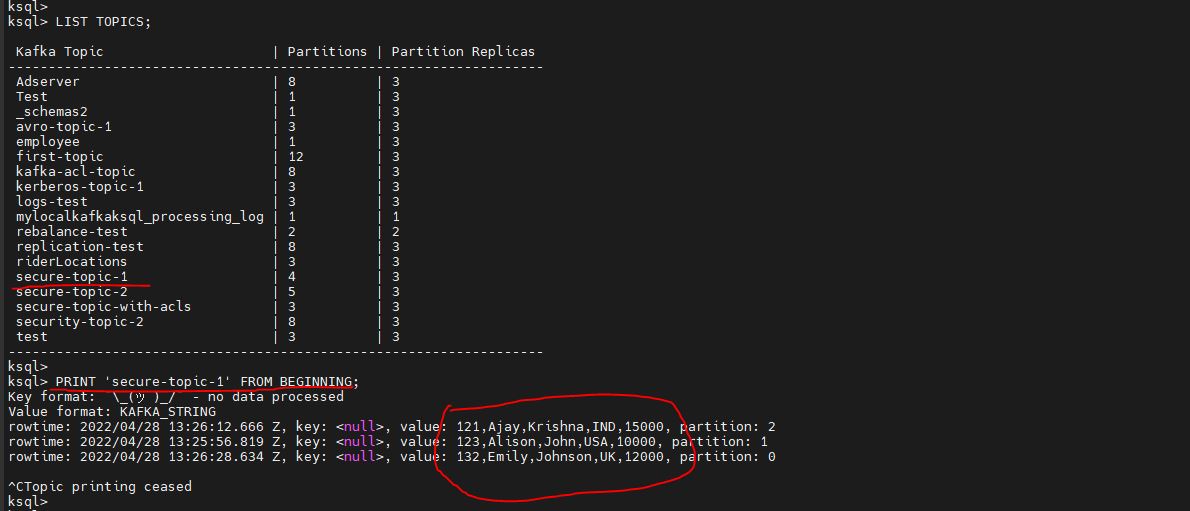 ksql>
ksql> LIST TOPICS;
Kafka Topic | Partitions | Partition Replicas
--------------------------------------------------------------------
Adserver | 8 | 3
Test | 1 | 3
_schemas2 | 1 | 3
avro-topic-1 | 3 | 3
employee | 1 | 3
first-topic | 12 | 3
kafka-acl-topic | 8 | 3
kerberos-topic-1 | 3 | 3
logs-test | 3 | 3
mylocalkafkaksql_processing_log | 1 | 1
rebalance-test | 2 | 2
replication-test | 8 | 3
riderLocations | 3 | 3
secure-topic-1 | 4 | 3
secure-topic-2 | 5 | 3
secure-topic-with-acls | 3 | 3
security-topic-2 | 8 | 3
test | 3 | 3
--------------------------------------------------------------------
ksql>
ksql> PRINT 'secure-topic-1' FROM BEGINNING;
Key format: ¯\_(ツ)_/¯ - no data processed
Value format: KAFKA_STRING
rowtime: 2022/04/28 13:26:12.666 Z, key: <null>, value: 121,Ajay,Krishna,IND,15000, partition: 2
rowtime: 2022/04/28 13:25:56.819 Z, key: <null>, value: 123,Alison,John,USA,10000, partition: 1
rowtime: 2022/04/28 13:26:28.634 Z, key: <null>, value: 132,Emily,Johnson,UK,12000, partition: 0
^CTopic printing ceased
ksql>